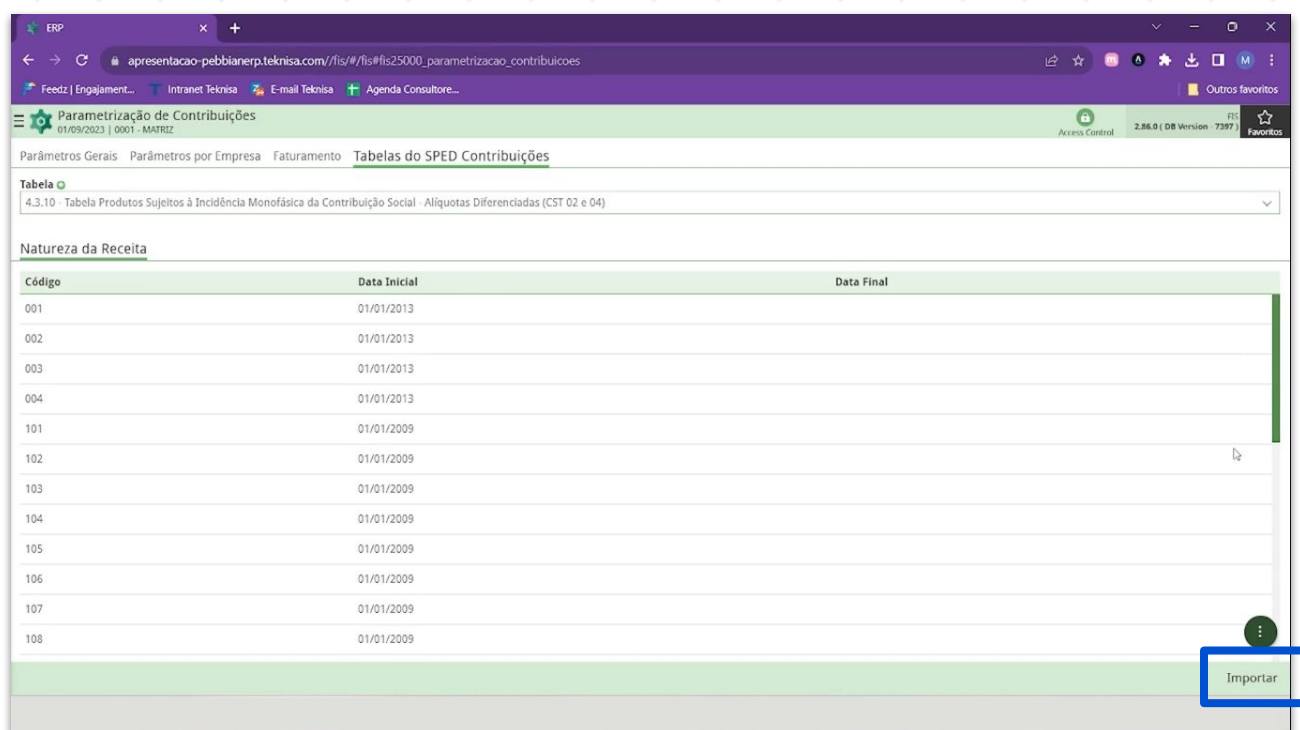 ERP
apresentacao-pebbianerp.teknisa.com//fis/#/fis#fis25000_parametrizacao_contribuicoes
M
Feedz | Engajament... Intranet Teknisa E-mail Teknisa Agenda Consultore... Outros favoritos
Parametrização de Contribuições
01/09/2023 | 0001 - MATRIZ
Access Control
FIS
2.86.0 ( DB Version - 7397 )
Favoritos
Parâmetros Gerais Parâmetros por Empresa Faturamento Tabelas do SPED Contribuições
Tabela
4.3.10 - Tabela Produtos Sujeitos à Incidência Monofásica da Contribuição Social - Alíquotas Diferenciadas (CST 02 e 04)
Natureza da Receita
Código Data Inicial Data Final
001 01/01/2013
002 01/01/2013
003 01/01/2013
004 01/01/2013
101 01/01/2009
102 01/01/2009
103 01/01/2009
104 01/01/2009
105 01/01/2009
106 01/01/2009
107 01/01/2009
108 01/01/2009
Importar